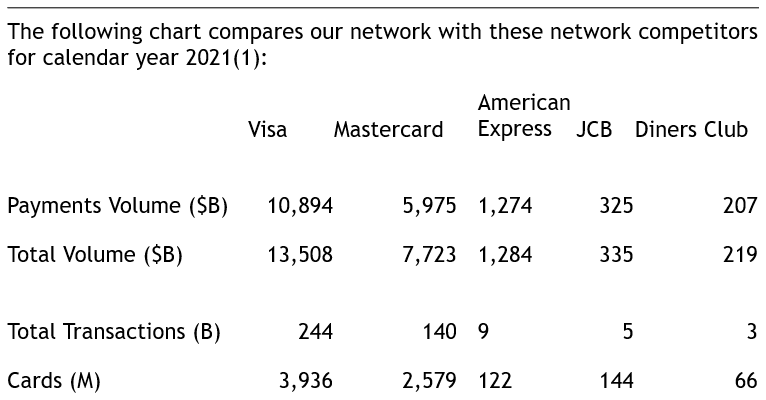 The following chart compares our network with these network competitors
for calendar year 2021(1):
American
Visa Mastercard Express JCB Diners Club
Payments Volume ($B) 10,894 5,975 1,274 325 207
Total Volume ($B) 13,508 7,723 1,284 335 219
Total Transactions (B) 244 140 9 5 3
Cards (M) 3,936 2,579 122 144 66